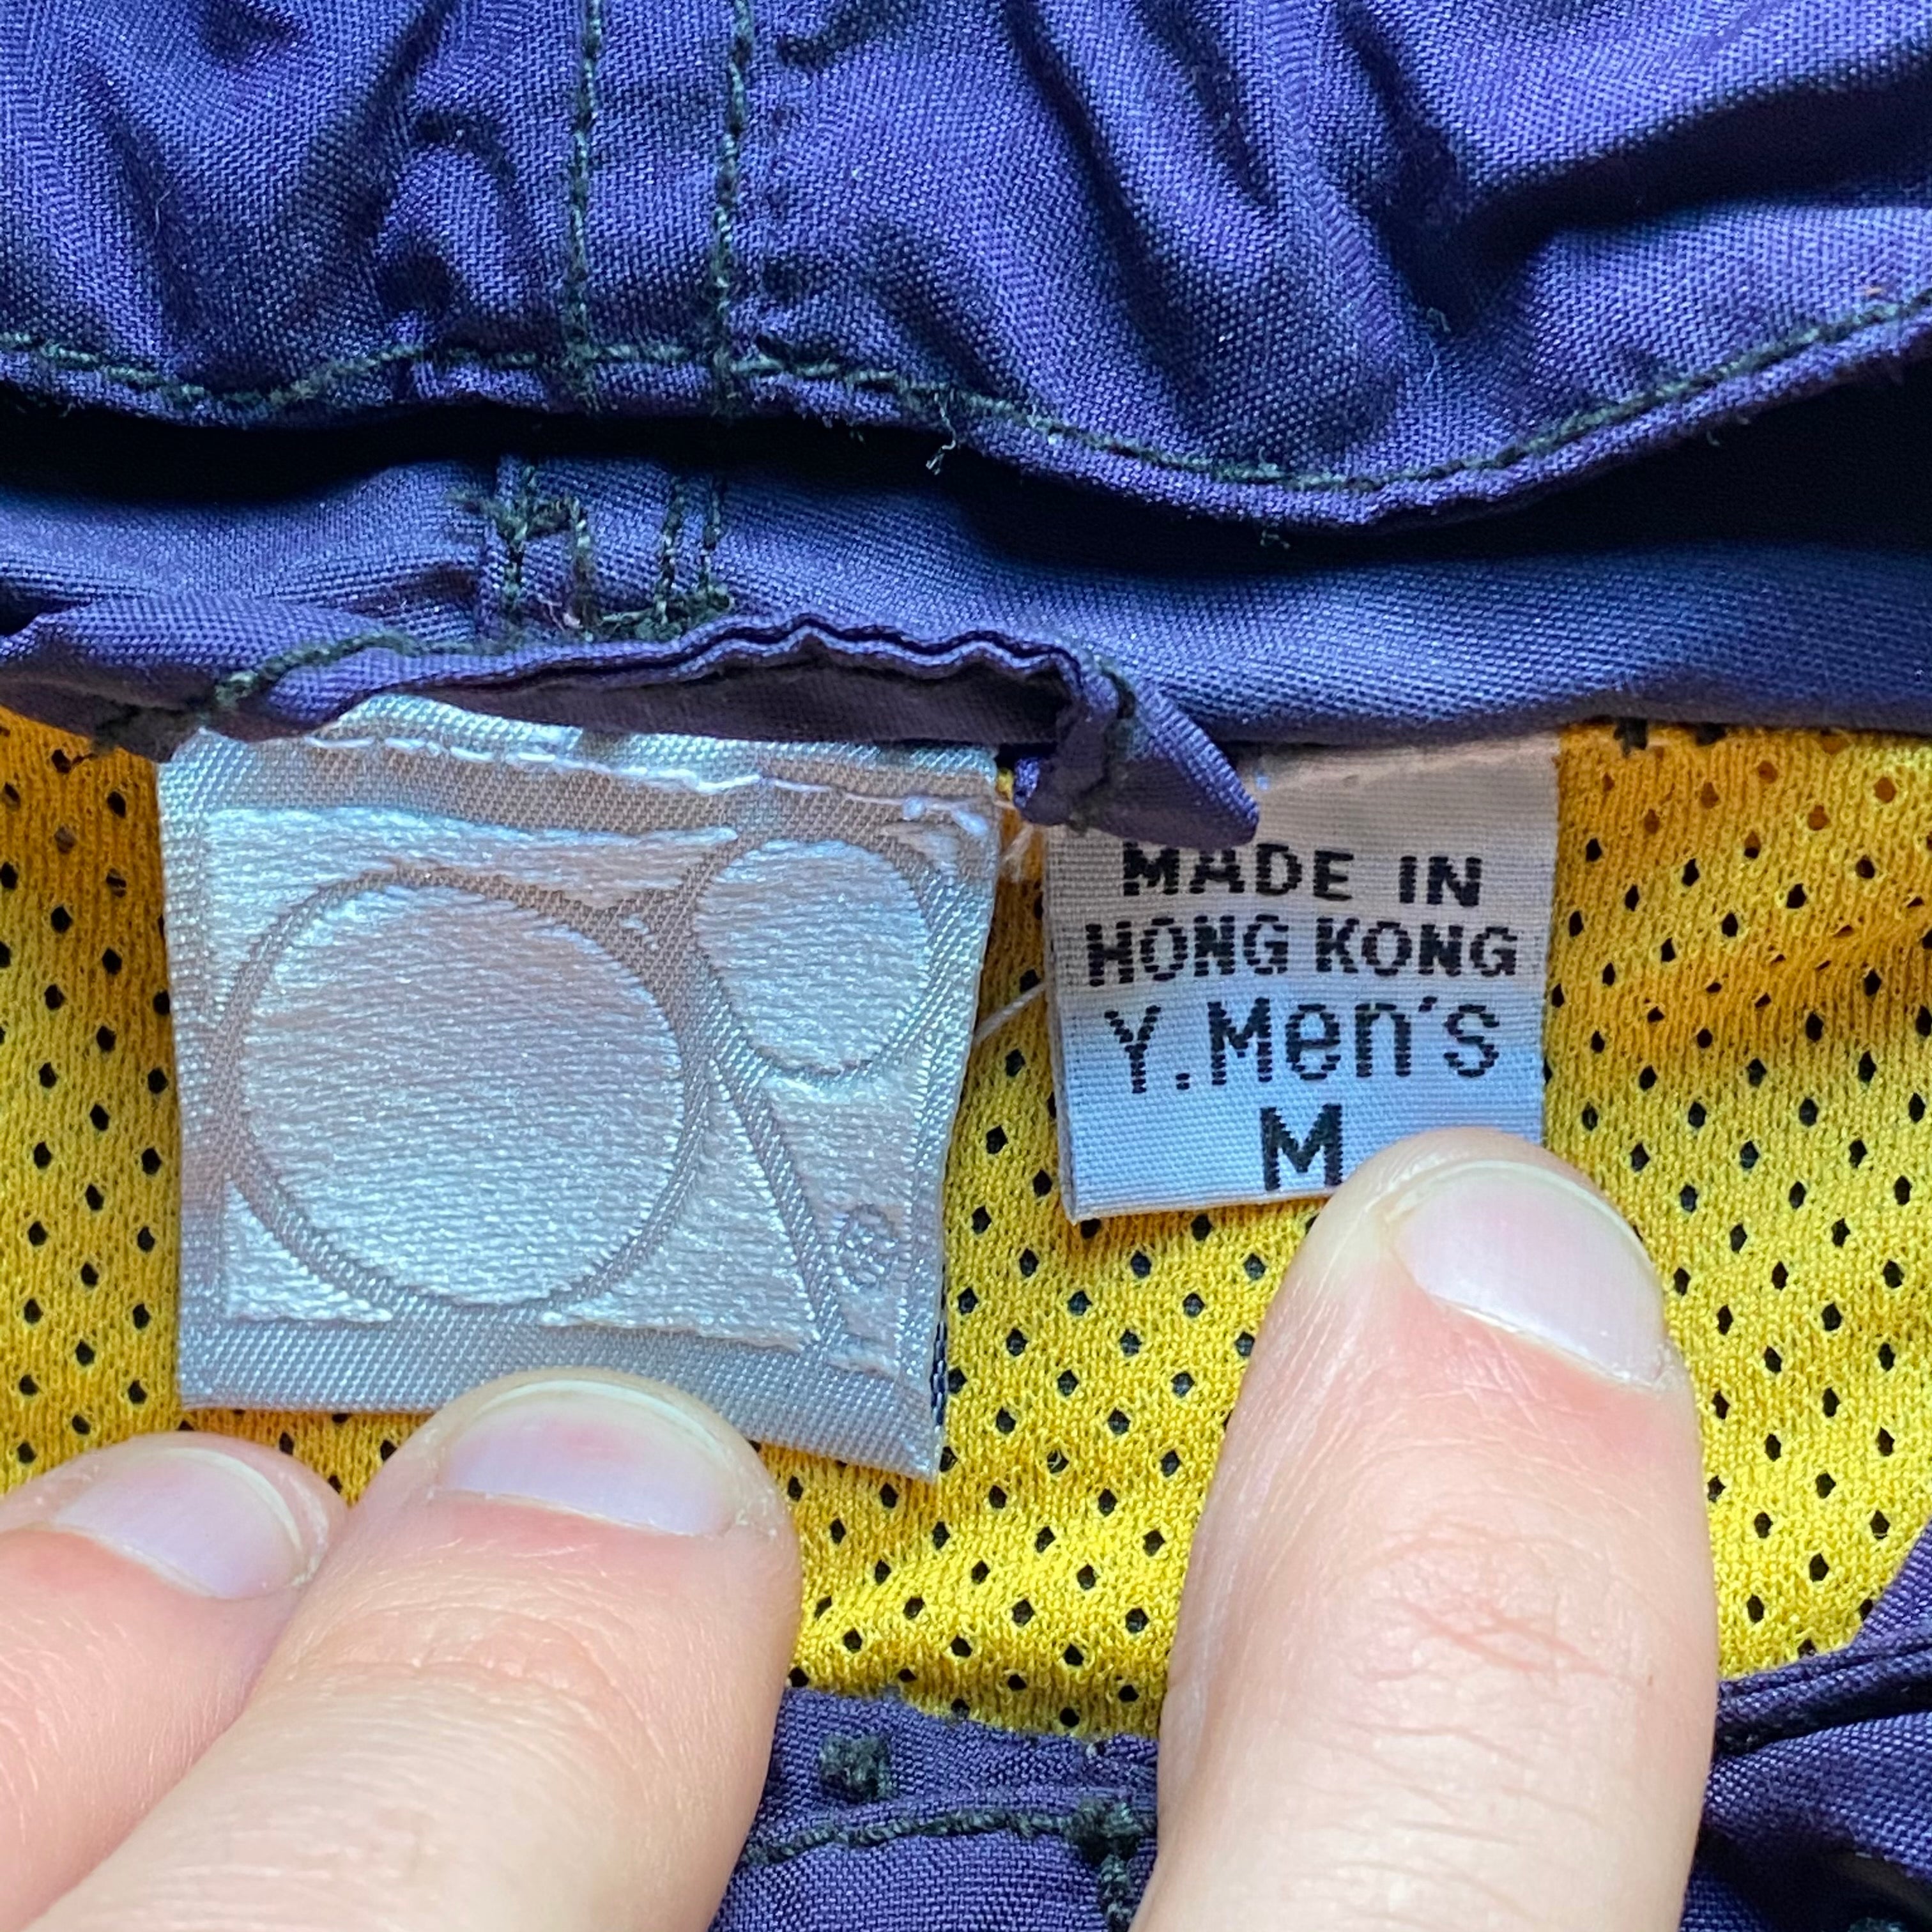 ®
MADE IN
HONG KONG
Y.Men's
M